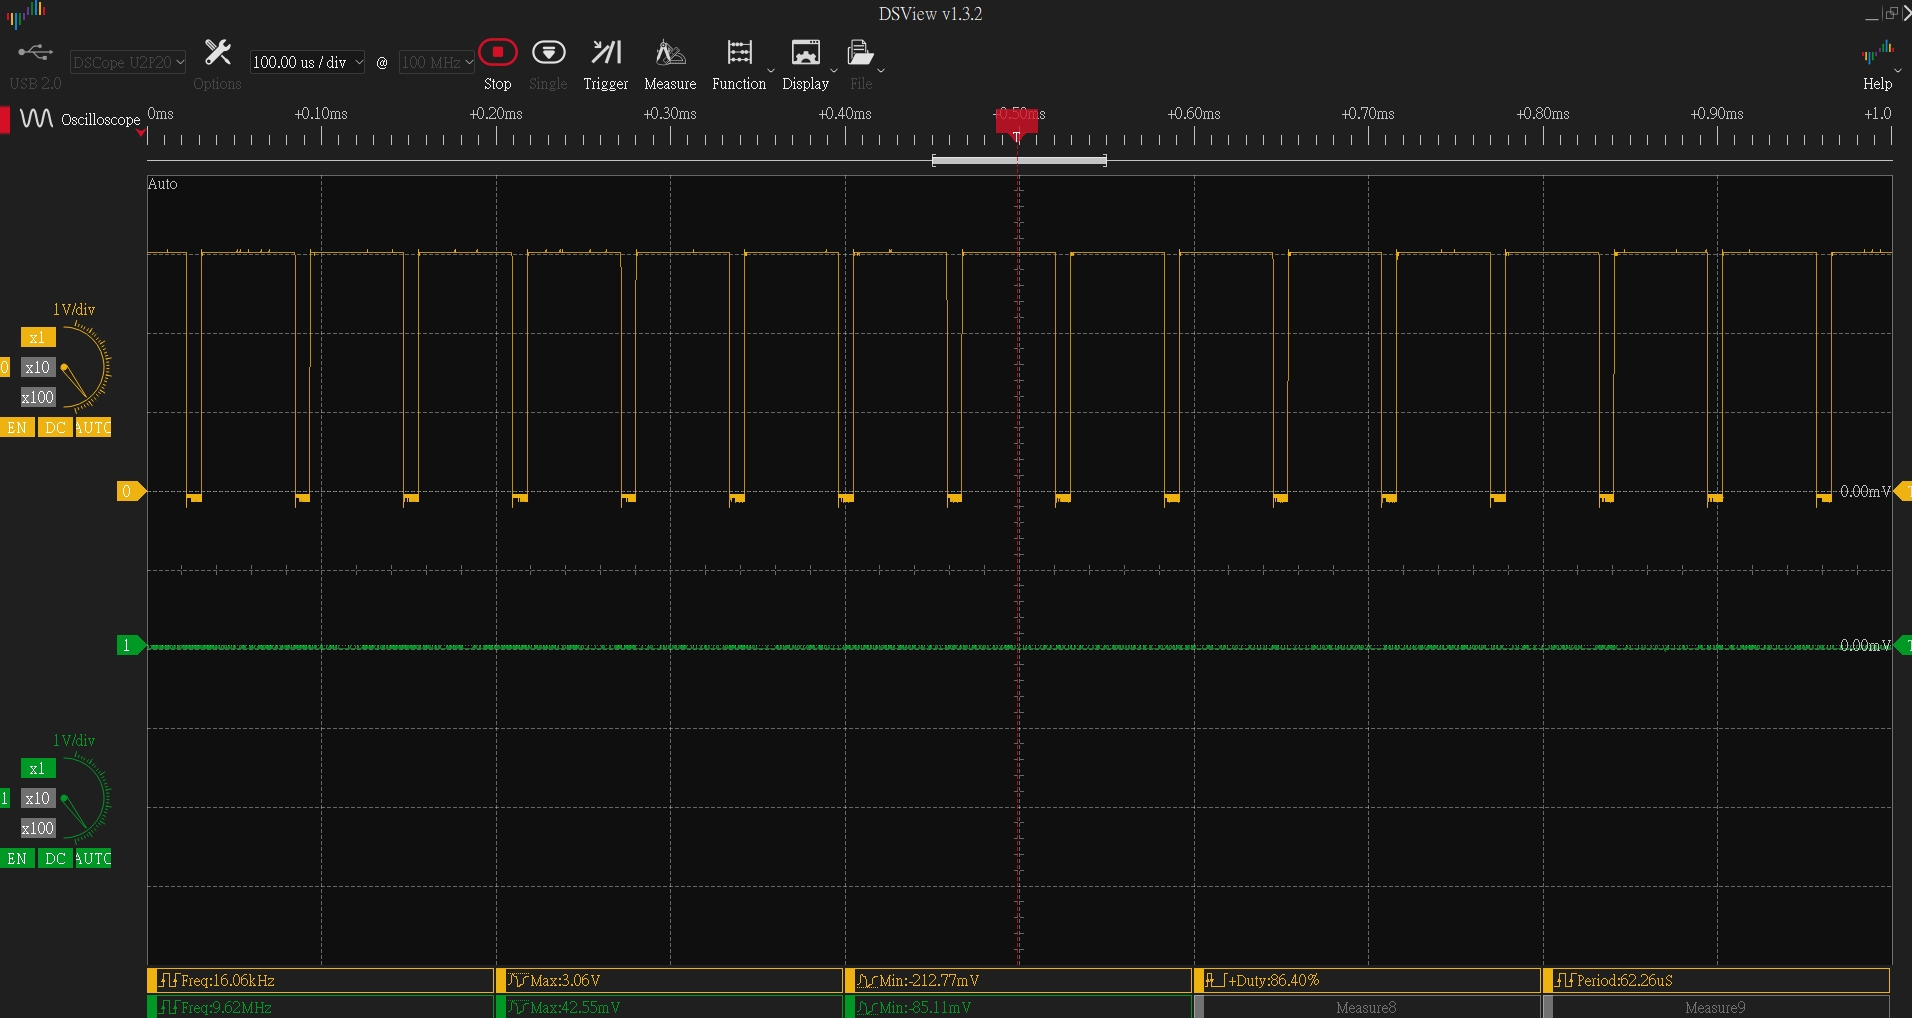 DSView v1.3.2
USB 2.0
DSCope U2P20
Options
100.00 us / div
@
100 MHz
Stop
Single
Trigger
Measure
Function
Display
File
Help
Oscilloscope
0ms
+0.10ms
+0.20ms
+0.30ms
+0.40ms
+0.50ms
+0.60ms
+0.70ms
+0.80ms
+0.90ms
+1.0
T
Auto
1V/div
x1
0
x10
x100
EN
DC
AUTO
0
0.00mV
T
1
0.00mV
T
1V/div
x1
1
x10
x100
EN
DC
AUTO
Freq:16.06kHz
Max:3.06V
Min:-212.77mV
+Duty:86.40%
Period:62.26uS
Freq:9.62MHz
Max:42.55mV
Min:-85.11mV
Measure8
Measure9